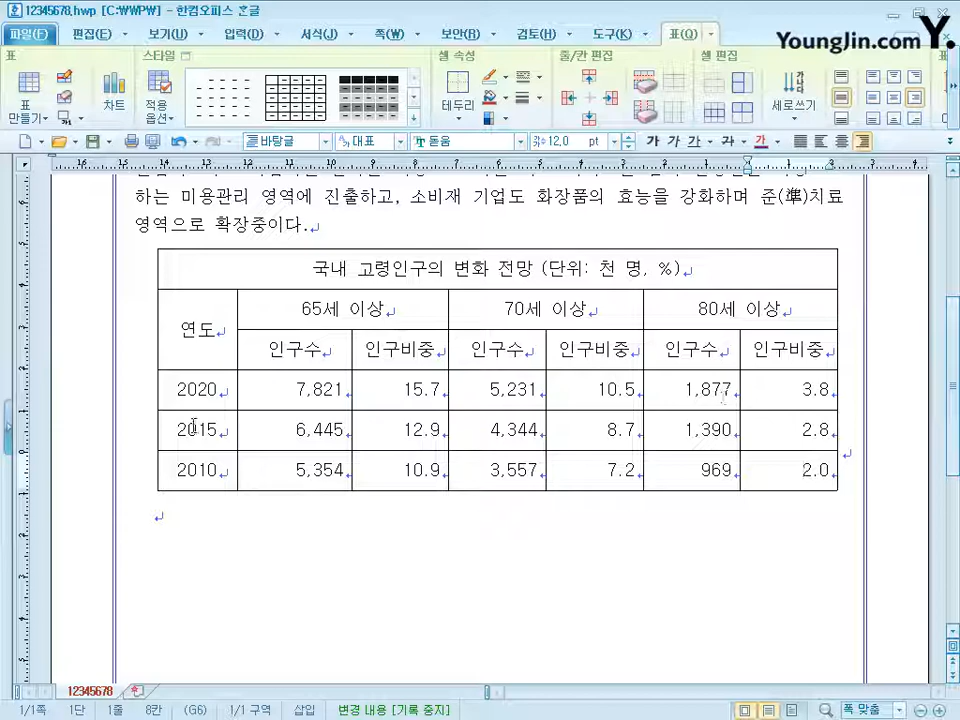 12345678.hwp [C:\WPW\] - 한컴오피스 한글
파일(F) 편집(E) 보기(U) 입력(D) 서식(J) 쪽(W) 보안(R) 검토(H) 도구(K) 표(Q)
YoungJin.com Y.
표 스타일 셀 속성 줄/칸 편집 셀 편집
표 만들기 차트 적용 옵션 테두리 세로쓰기
바탕글 대표 돋움 12,0 pt 가 가 가 가 가
하는 미용관리 영역에 진출하고, 소비재 기업도 화장품의 효능을 강화하며 준(準)치료
영역으로 확장중이다.
국내 고령인구의 변화 전망 (단위: 천 명, %)
연도 65세 이상 70세 이상 80세 이상
인구수 인구비중 인구수 인구비중 인구수 인구비중
2020 7,821 15.7 5,231 10.5 1,877 3.8
2015 6,445 12.9 4,344 8.7 1,390 2.8
2010 5,354 10.9 3,557 7.2 969 2.0
12345678
1/1쪽 1단 1줄 8칸 (G6) 1/1 구역 삽입 변경 내용 [기록 중지] 폭 맞춤